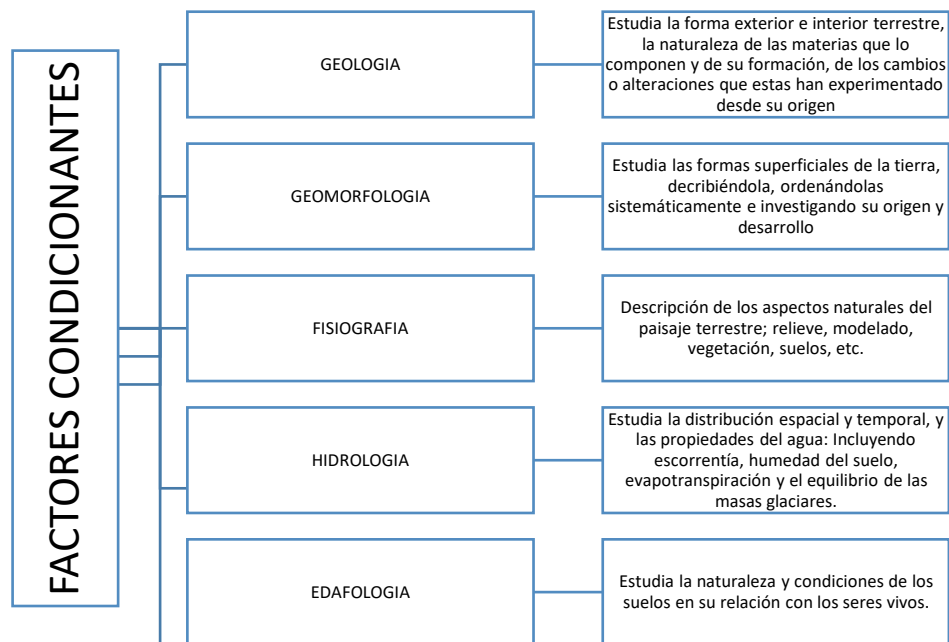 FACTORES CONDICIONANTES
GEOLOGIA
Estudia la forma exterior e interior terrestre,
la naturaleza de las materias que lo
componen y de su formación, de los cambios
o alteraciones que estas han experimentado
desde su origen
GEOMORFOLOGIA
Estudia las formas superficiales de la tierra,
decribiéndola, ordenándolas
sistemáticamente e investigando su origen y
desarrollo
FISIOGRAFIA
Descripción de los aspectos naturales del
paisaje terrestre; relieve, modelado,
vegetación, suelos, etc.
HIDROLOGIA
Estudia la distribución espacial y temporal, y
las propiedades del agua: Incluyendo
escorrentía, humedad del suelo,
evapotranspiración y el equilibrio de las
masas glaciares.
EDAFOLOGIA
Estudia la naturaleza y condiciones de los
suelos en su relación con los seres vivos.